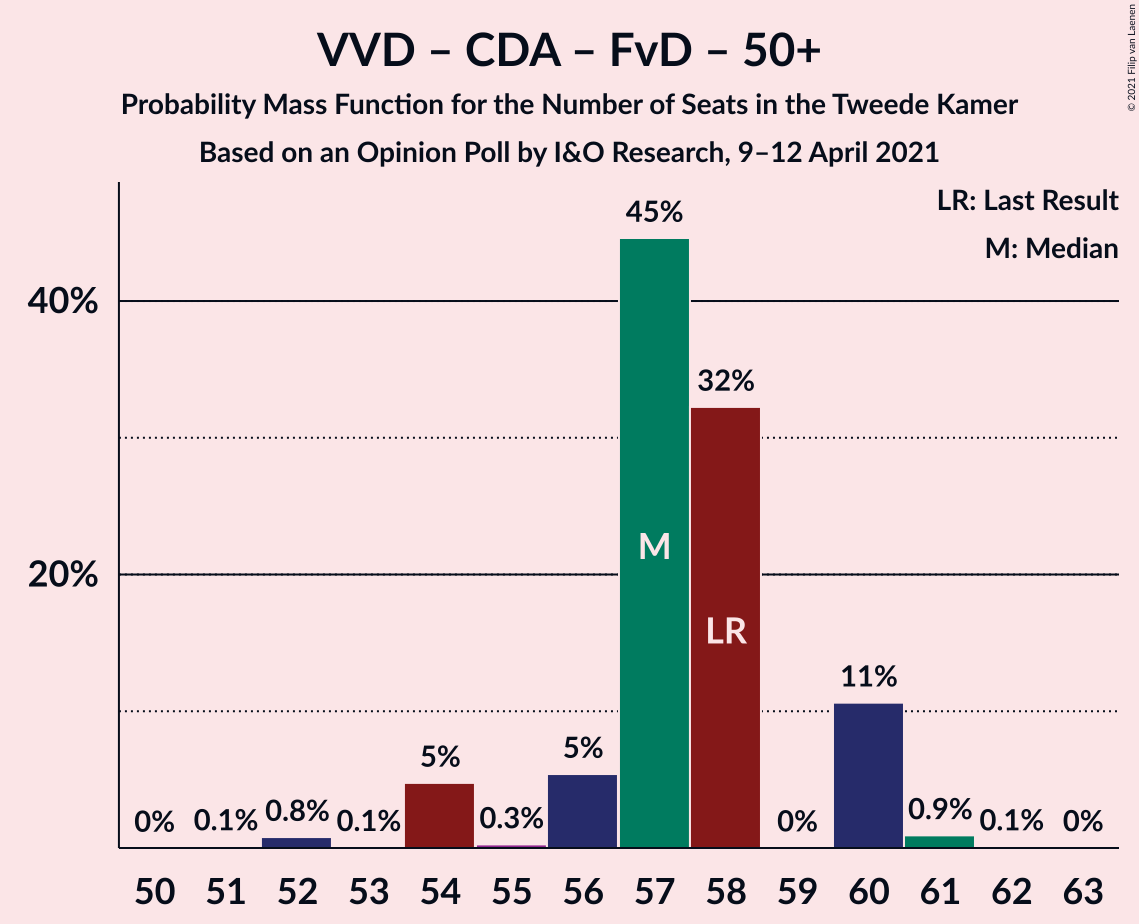 VVD – CDA – FvD – 50+
Probability Mass Function for the Number of Seats in the Tweede Kamer
Based on an Opinion Poll by I&O Research, 9–12 April 2021
© 2021 Filip van Laenen
LR: Last Result
M: Median
40%
20%
0%
0.1%
0.8%
0.1%
5%
0.3%
5%
45%
32%
0%
11%
0.9%
0.1%
0%
M
LR
50 51 52 53 54 55 56 57 58 59 60 61 62 63